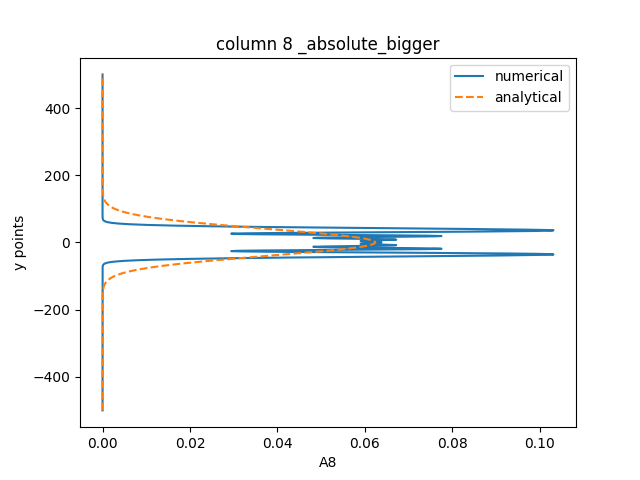 column 8 _absolute_bigger
numerical
analytical
400
200
0
−200
−400
y points
0.00 0.02 0.04 0.06 0.08 0.10
A8